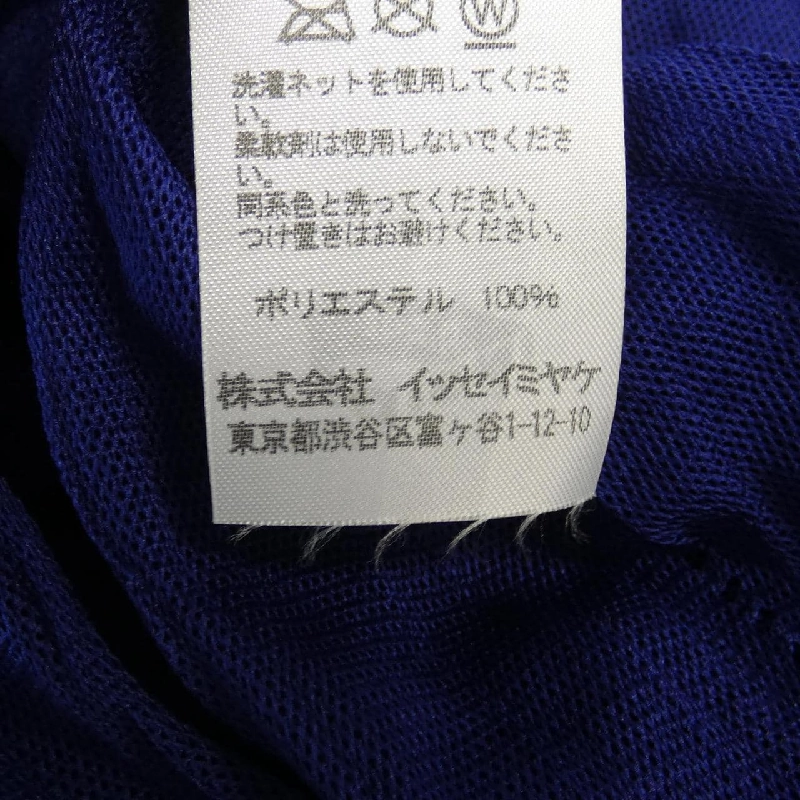 W
洗濯ネットを使用してくださ
い。
柔軟剤は使用しないでくださ
い。
同系色と洗ってください。
つけ置きはお避けください。
ポリエステル 100%
株式会社 イッセイミヤケ
東京都渋谷区富ヶ谷1-12-10